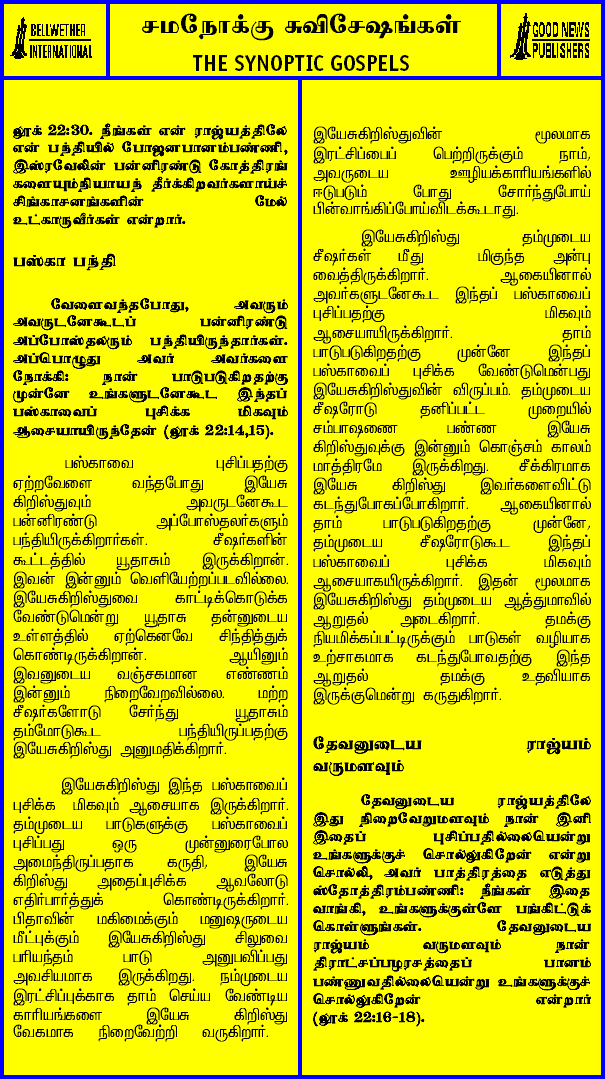 BELLWETHER
INTERNATIONAL
சமநோக்கு சுவிசேஷங்கள்
THE SYNOPTIC GOSPELS
GOOD NEWS
PUBLISHERS
லூக் 22:30. நீங்கள் என் ராஜ்யத்திலே
என் பந்தியில் போஜனபானம்பண்ணி,
இஸ்ரவேலின் பன்னிரண்டு கோத்திரங்
களையும்நியாயந் தீர்க்கிறவர்களாய்ச்
சிங்காசனங்களின் மேல்
உட்காருவீர்கள் என்றார்.
பஸ்கா பந்தி
வேளைவந்தபோது, அவரும்
அவருடனேகூடப் பன்னிரண்டு
அப்போஸ்தலரும் பந்தியிருந்தார்கள்.
அப்பொழுது அவர் அவர்களை
நோக்கி: நான் பாடுபடுகிறதற்கு
முன்னே உங்களுடனேகூட இந்தப்
பஸ்காவைப் புசிக்க மிகவும்
ஆசையாயிருந்தேன் (லூக் 22:14,15).
பஸ்காவை புசிப்பதற்கு
ஏற்றவேளை வந்தபோது இயேசு
கிறிஸ்துவும் அவருடனேகூட
பன்னிரண்டு அப்போஸ்தலர்களும்
பந்தியிருக்கிறார்கள். சீஷர்களின்
கூட்டத்தில் யூதாசும் இருக்கிறான்.
இவன் இன்னும் வெளியேற்றப்படவில்லை.
இயேசுகிறிஸ்துவை காட்டிக்கொடுக்க
வேண்டுமென்று யூதாசு தன்னுடைய
உள்ளத்தில் ஏற்கெனவே சிந்தித்துக்
கொண்டிருக்கிறான். ஆயினும்
இவனுடைய வஞ்சகமான எண்ணம்
இன்னும் நிறைவேறவில்லை. மற்ற
சீஷர்களோடு சேர்ந்து யூதாசும்
தம்மோடுகூட பந்தியிருப்பதற்கு
இயேசுகிறிஸ்து அனுமதிக்கிறார்.
இயேசுகிறிஸ்து இந்த பஸ்காவைப்
புசிக்க மிகவும் ஆசையாக இருக்கிறார்.
தம்முடைய பாடுகளுக்கு பஸ்காவைப்
புசிப்பது ஒரு முன்னுரைபோல
அமைந்திருப்பதாக கருதி, இயேசு
கிறிஸ்து அதைப்புசிக்க ஆவலோடு
எதிர்பார்த்துக் கொண்டிருக்கிறார்.
பிதாவின் மகிமைக்கும் மனுஷருடைய
மீட்புக்கும் இயேசுகிறிஸ்து சிலுவை
பரியந்தம் பாடு அனுபவிப்பது
அவசியமாக இருக்கிறது. நம்முடைய
இரட்சிப்புக்காக தாம் செய்ய வேண்டிய
காரியங்களை இயேசு கிறிஸ்து
வேகமாக நிறைவேற்றி வருகிறார்.
இயேசுகிறிஸ்துவின் மூலமாக
இரட்சிப்பைப் பெற்றிருக்கும் நாம்,
அவருடைய ஊழியக்காரியங்களில்
ஈடுபடும் போது சோர்ந்துபோய்
பின்வாங்கிப்போய்விடக்கூடாது.
இயேசுகிறிஸ்து தம்முடைய
சீஷர்கள் மீது மிகுந்த அன்பு
வைத்திருக்கிறார். ஆகையினால்
அவர்களுடனேகூட இந்தப் பஸ்காவைப்
புசிப்பதற்கு மிகவும்
ஆசையாயிருக்கிறார். தாம்
பாடுபடுகிறதற்கு முன்னே இந்தப்
பஸ்காவைப் புசிக்க வேண்டுமென்பது
இயேசுகிறிஸ்துவின் விருப்பம். தம்முடைய
சீஷரோடு தனிப்பட்ட முறையில்
சம்பாஷணை பண்ண இயேசு
கிறிஸ்துவுக்கு இன்னும் கொஞ்சம் காலம்
மாத்திரமே இருக்கிறது. சீக்கிரமாக
இயேசு கிறிஸ்து இவர்களைவிட்டு
கடந்துபோகப்போகிறார். ஆகையினால்
தாம் பாடுபடுகிறதற்கு முன்னே,
தம்முடைய சீஷரோடுகூட இந்தப்
பஸ்காவைப் புசிக்க மிகவும்
ஆசையாகயிருக்கிறார். இதன் மூலமாக
இயேசுகிறிஸ்து தம்முடைய ஆத்துமாவில்
ஆறுதல் அடைகிறார். தமக்கு
நியமிக்கப்பட்டிருக்கும் பாடுகள் வழியாக
உற்சாகமாக கடந்துபோவதற்கு இந்த
ஆறுதல் தமக்கு உதவியாக
இருக்குமென்று கருதுகிறார்.
தேவனுடைய ராஜ்யம்
வருமளவும்
தேவனுடைய ராஜ்யத்திலே
இது நிறைவேறுமளவும் நான் இனி
இதைப் புசிப்பதில்லையென்று
உங்களுக்குச் சொல்லுகிறேன் என்று
சொல்லி, அவர் பாத்திரத்தை எடுத்து
ஸ்தோத்திரம்பண்ணி: நீங்கள் இதை
வாங்கி, உங்களுக்குள்ளே பங்கிட்டுக்
கொள்ளுங்கள். தேவனுடைய
ராஜ்யம் வருமளவும் நான்
திராட்சப்பழரசத்தைப் பானம்
பண்ணுவதில்லையென்று உங்களுக்குச்
சொல்லுகிறேன் என்றார்
(லூக் 22:16-18).